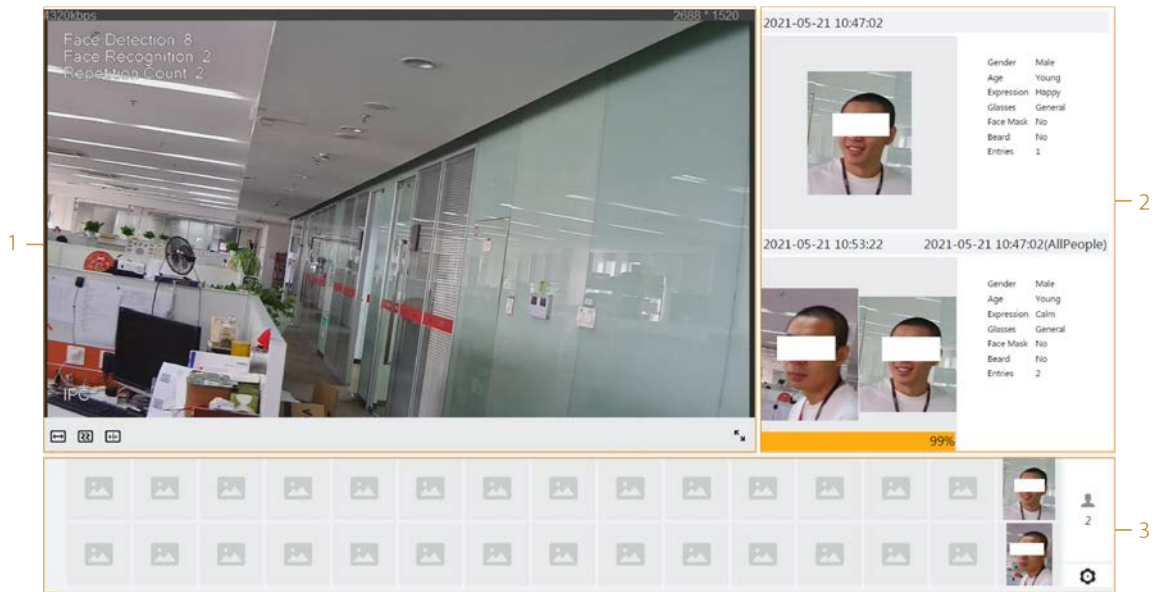 4320kbps
2688 * 1520
Face Detection 8
Face Recognition 2
Repetition Count 2
IPC
1
2021-05-21 10:47:02
Gender Male
Age Young
Expression Happy
Glasses General
Face Mask No
Beard No
Entries 1
2
2021-05-21 10:53:22 2021-05-21 10:47:02(AllPeople)
Gender Male
Age Young
Expression Calm
Glasses General
Face Mask No
Beard No
Entries 2
99%
2
3